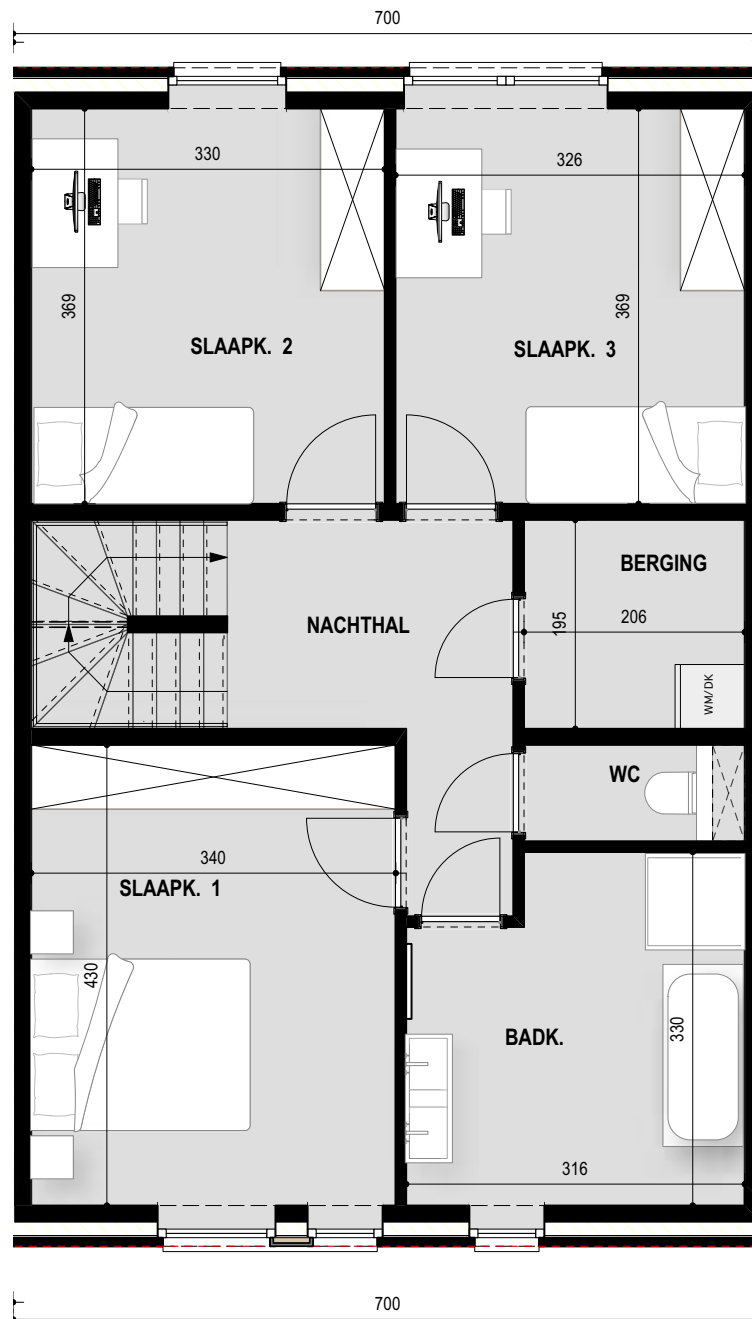 700
330
326
369
369
SLAAPK. 2
SLAAPK. 3
BERGING
NACHTHAL
195
206
WM/DK
WC
340
SLAAPK. 1
430
330
BADK.
316
700